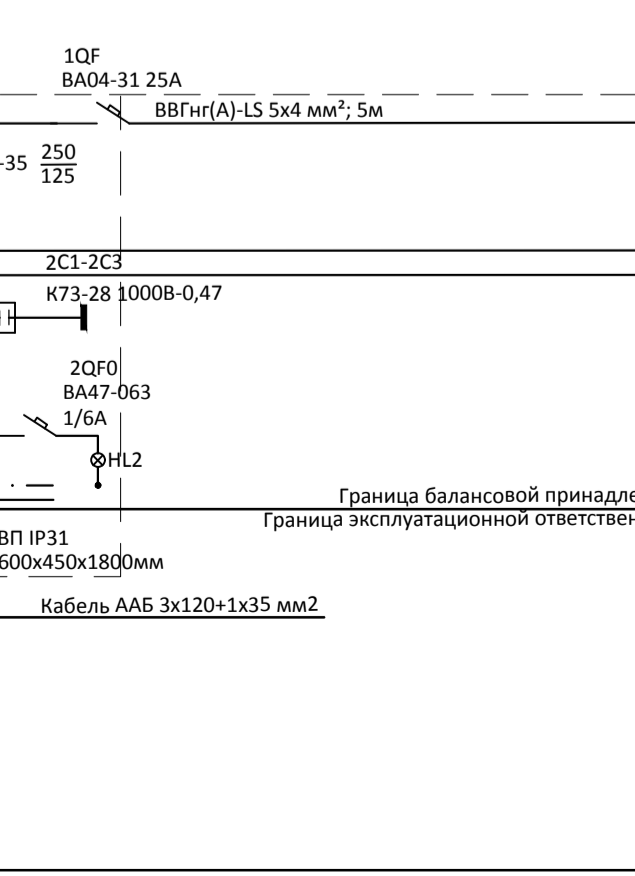 1QF
ВА04-31 25А
ВВГнг(А)-LS 5х4 мм²; 5м
-35 250
125
2С1-2С3
К73-28 1000В-0,47
2QF0
ВА47-063
1/6А
HL2
Граница балансовой принадле
Граница эксплуатационной ответствен
ВП IP31
600х450х1800мм
Кабель ААБ 3х120+1х35 мм2